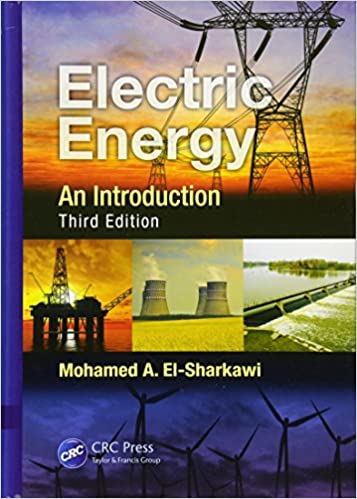 Electric
Energy
An Introduction
Third Edition
Mohamed A. El-Sharkawi
CRC
CRC Press
Taylor & Francis Group